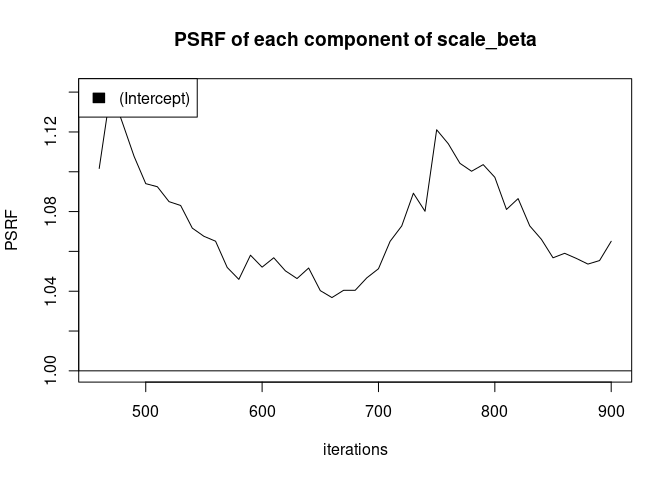 PSRF of each component of scale_beta
(Intercept)
PSRF
1.12
1.08
1.04
1.00
500 600 700 800 900
iterations